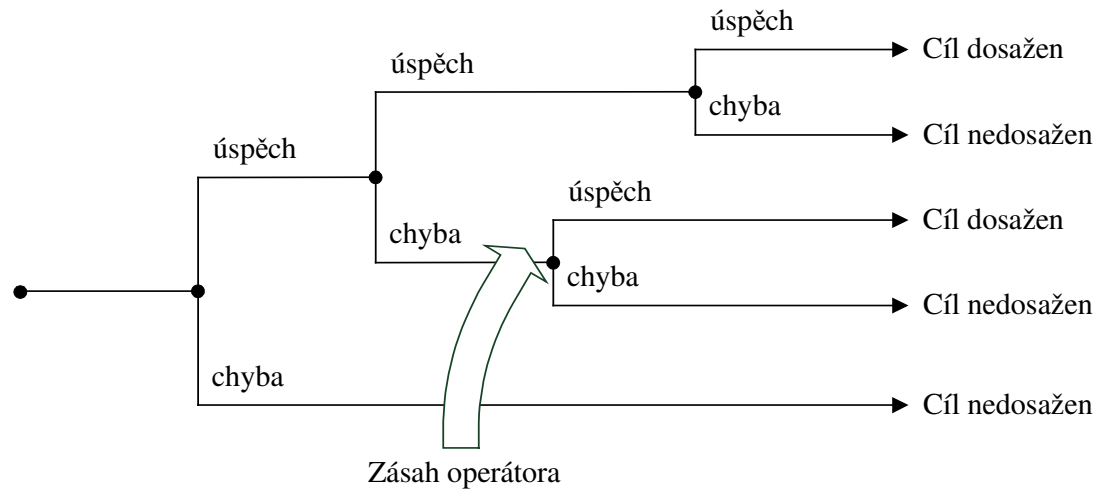 úspěch
Cíl dosažen
úspěch
chyba
Cíl nedosažen
úspěch
úspěch
Cíl dosažen
chyba
chyba
Cíl nedosažen
chyba
Cíl nedosažen
Zásah operátora